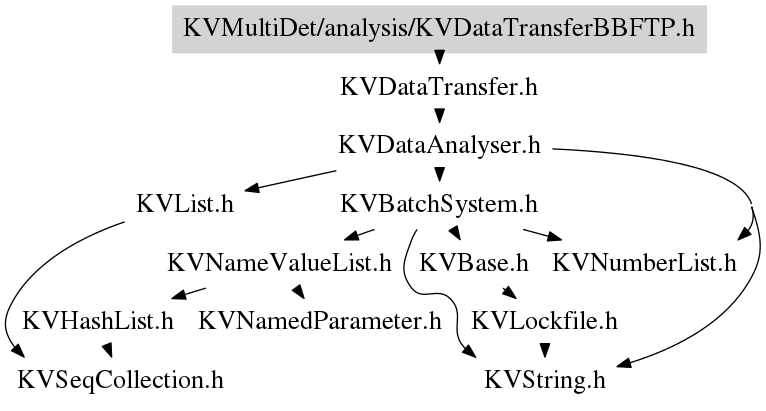 KVMultiDet/analysis/KVDataTransferBBFTP.h
KVDataTransfer.h
KVDataAnalyser.h
KVList.h
KVBatchSystem.h
KVNameValueList.h
KVBase.h
KVNumberList.h
KVHashList.h
KVNamedParameter.h
KVLockfile.h
KVSeqCollection.h
KVString.h